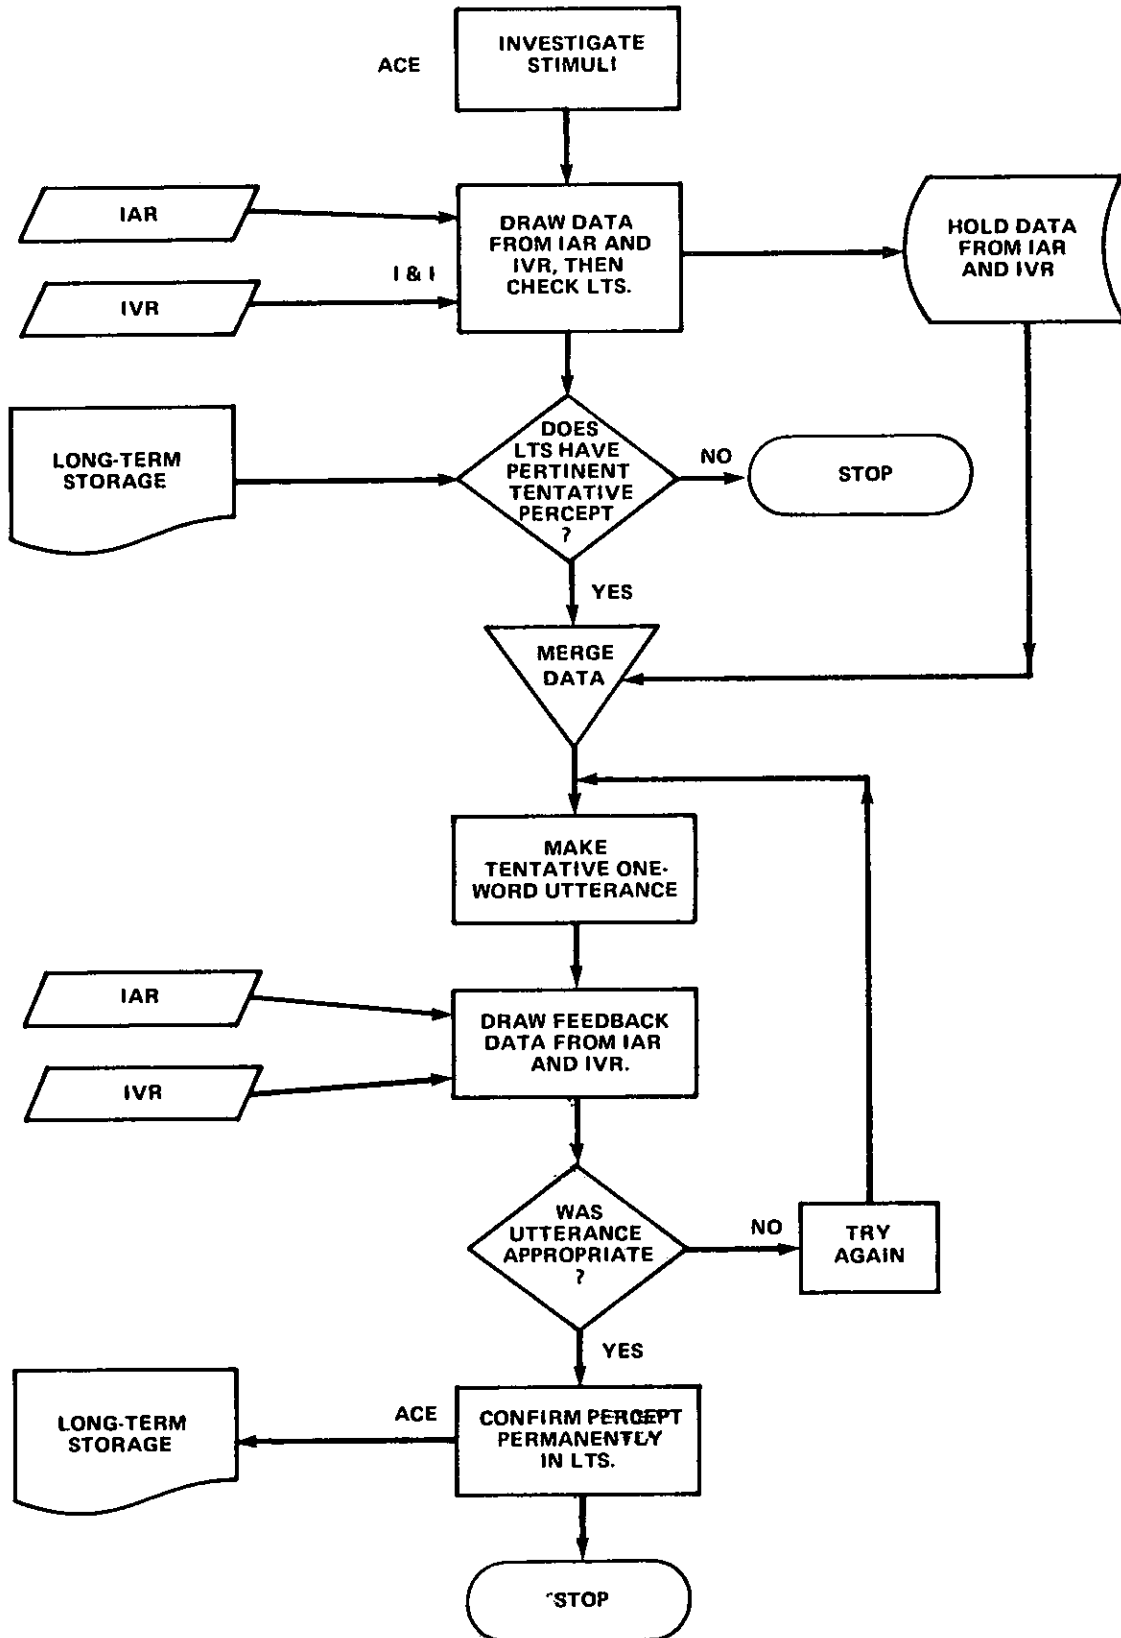 INVESTIGATE
STIMULI
ACE
IAR
DRAW DATA
FROM IAR AND
IVR, THEN
CHECK LTS.
HOLD DATA
FROM IAR
AND IVR
I & I
IVR
LONG-TERM
STORAGE
DOES
LTS HAVE
PERTINENT
TENTATIVE
PERCEPT
?
NO
STOP
YES
MERGE
DATA
MAKE
TENTATIVE ONE-
WORD UTTERANCE
IAR
DRAW FEEDBACK
DATA FROM IAR
AND IVR.
IVR
WAS
UTTERANCE
APPROPRIATE
?
NO
TRY
AGAIN
YES
LONG-TERM
STORAGE
ACE
CONFIRM PERCEPT
PERMANENTLY
IN LTS.
STOP